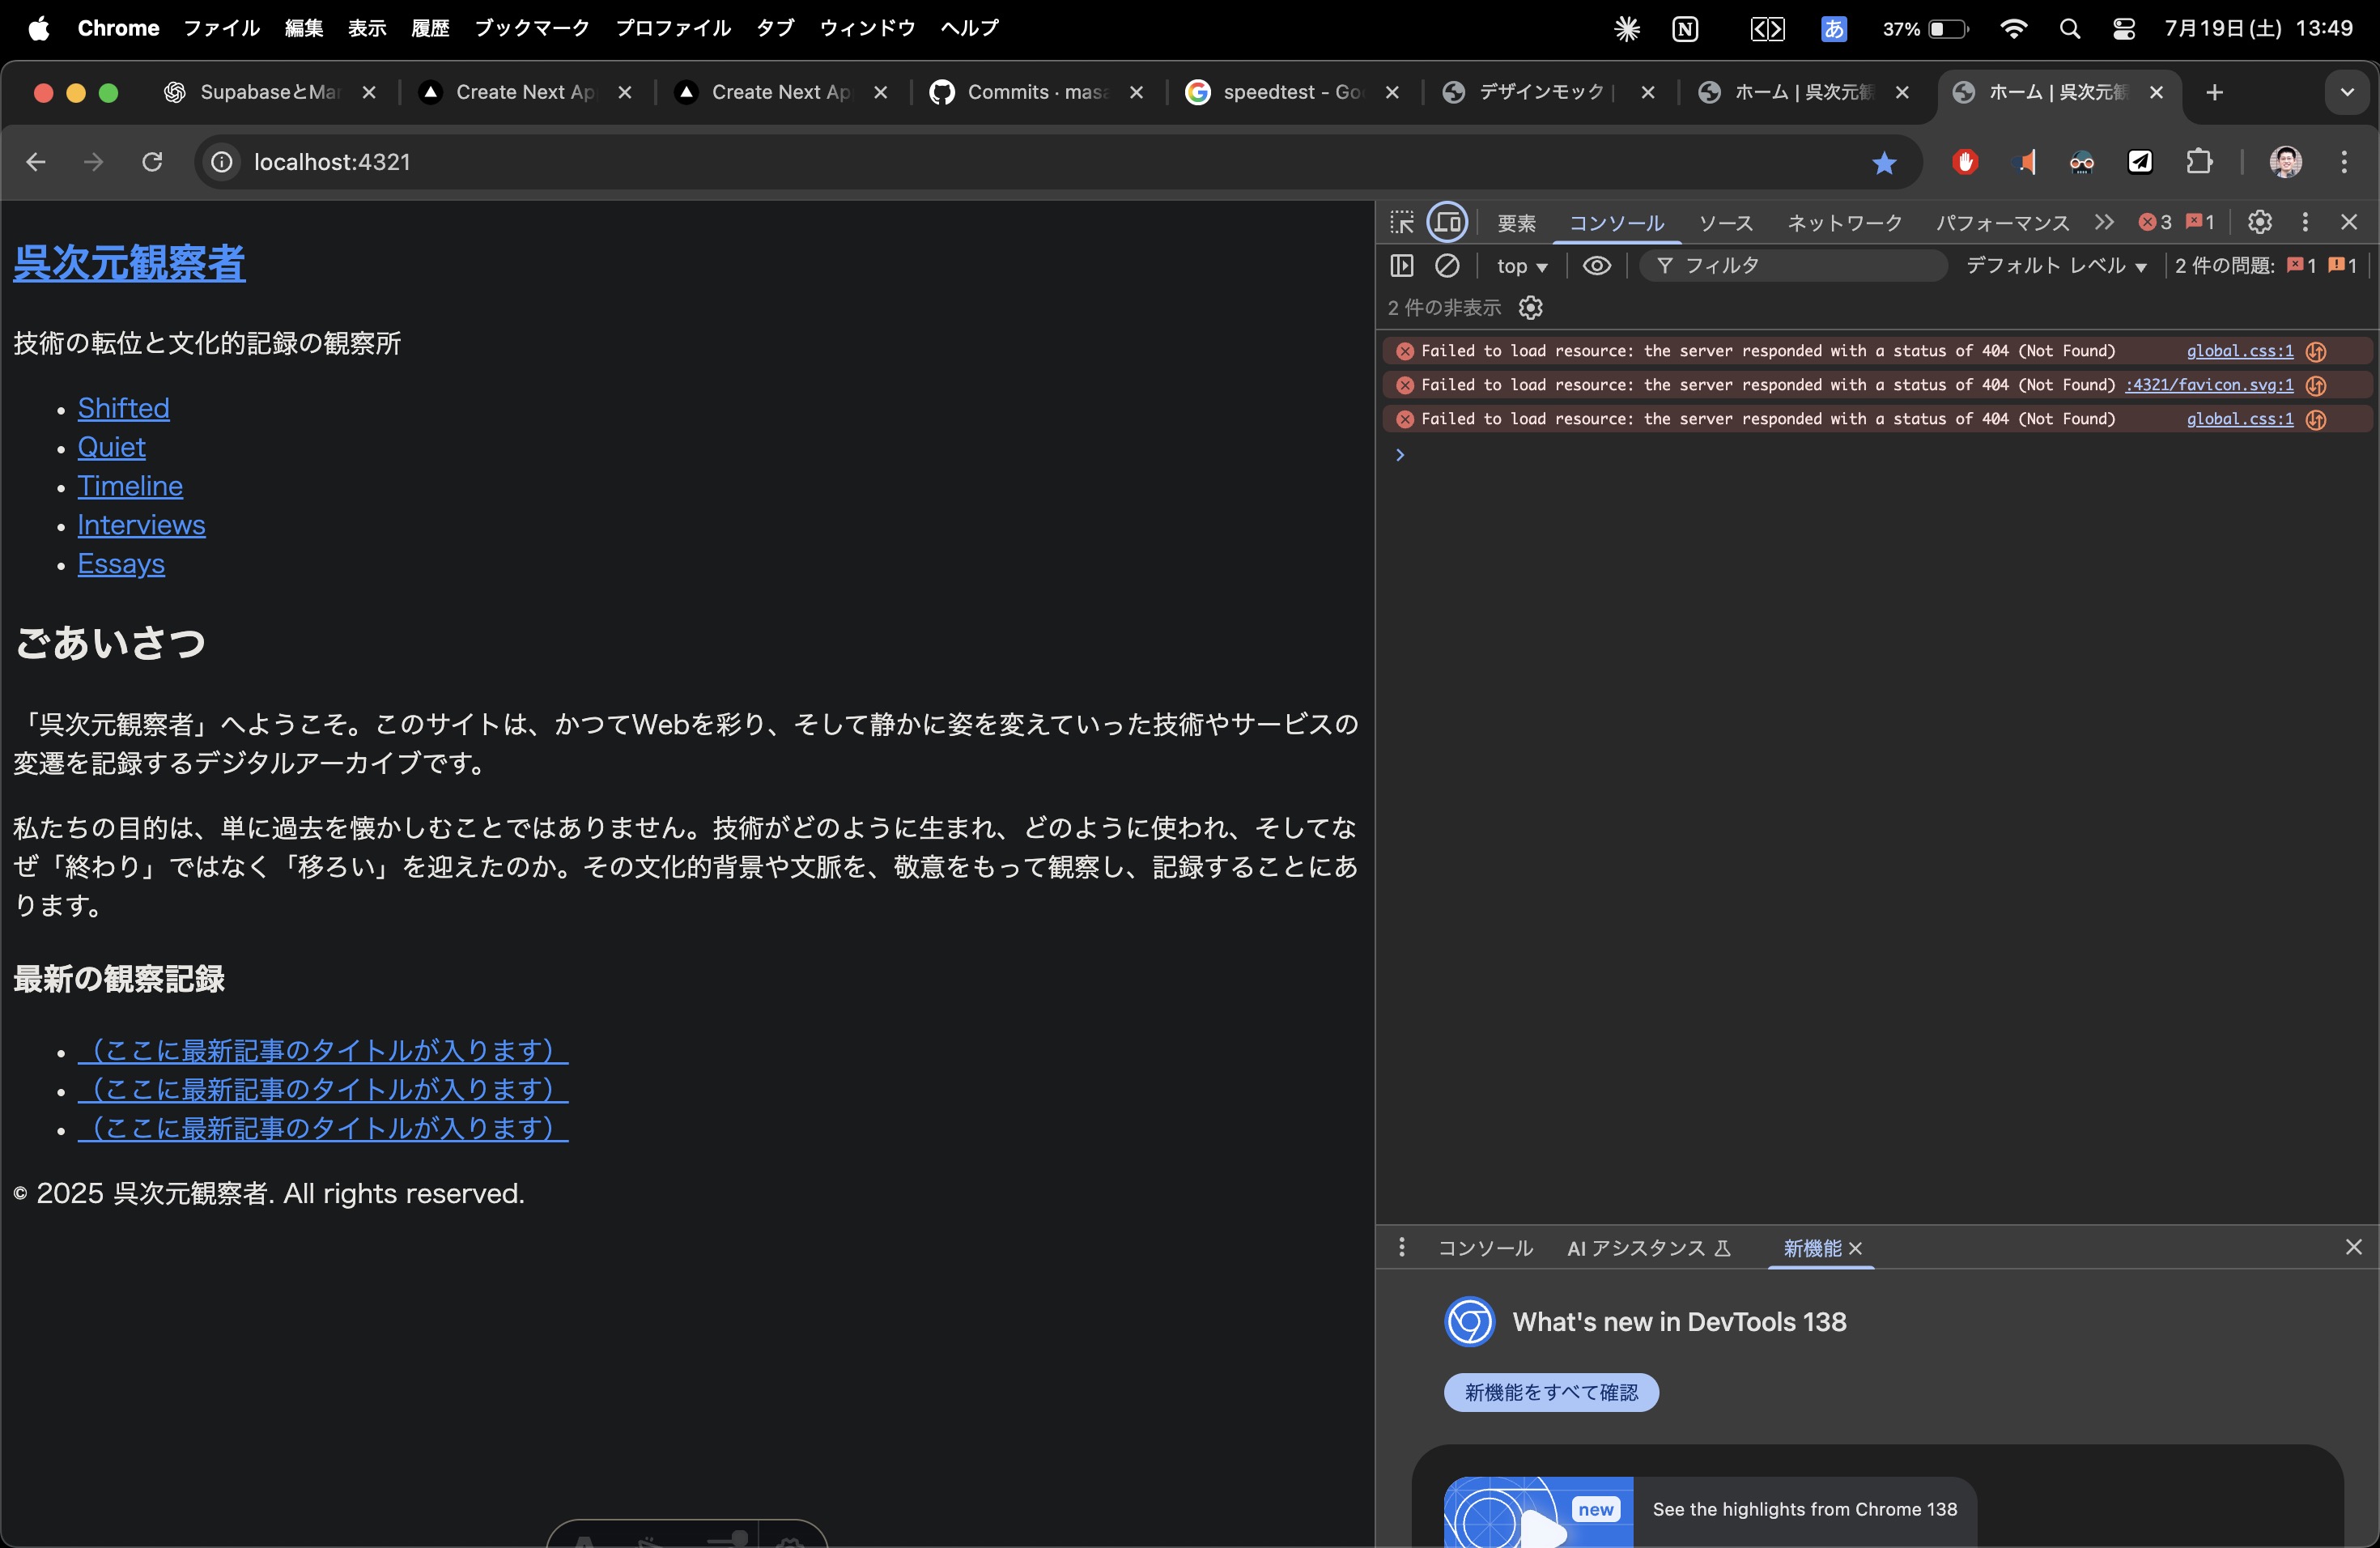 Chrome ファイル 編集 表示 履歴 ブックマーク プロファイル タブ ウィンドウ ヘルプ
あ 37% 7月19日(土) 13:49
SupabaseとMar Create Next Ap Create Next Ap Commits · masa speedtest - Go デザインモック | ホーム | 呉次元観 ホーム | 呉次元観
localhost:4321
呉次元観察者
技術の転位と文化的記録の観察所
• Shifted
• Quiet
• Timeline
• Interviews
• Essays
ごあいさつ
「呉次元観察者」へようこそ。このサイトは、かつてWebを彩り、そして静かに姿を変えていった技術やサービスの
変遷を記録するデジタルアーカイブです。
私たちの目的は、単に過去を懐かしむことではありません。技術がどのように生まれ、どのように使われ、そしてな
ぜ「終わり」ではなく「移ろい」を迎えたのか。その文化的背景や文脈を、敬意をもって観察し、記録することにあ
ります。
最新の観察記録
• （ここに最新記事のタイトルが入ります）
• （ここに最新記事のタイトルが入ります）
• （ここに最新記事のタイトルが入ります）
© 2025 呉次元観察者. All rights reserved.
要素 コンソール ソース ネットワーク パフォーマンス 3 1
top フィルタ デフォルト レベル 2 件の問題: 1 1
2 件の非表示
Failed to load resource: the server responded with a status of 404 (Not Found) global.css:1
Failed to load resource: the server responded with a status of 404 (Not Found) :4321/favicon.svg:1
Failed to load resource: the server responded with a status of 404 (Not Found) global.css:1
コンソール AI アシスタンス 新機能
What's new in DevTools 138
新機能をすべて確認
new See the highlights from Chrome 138